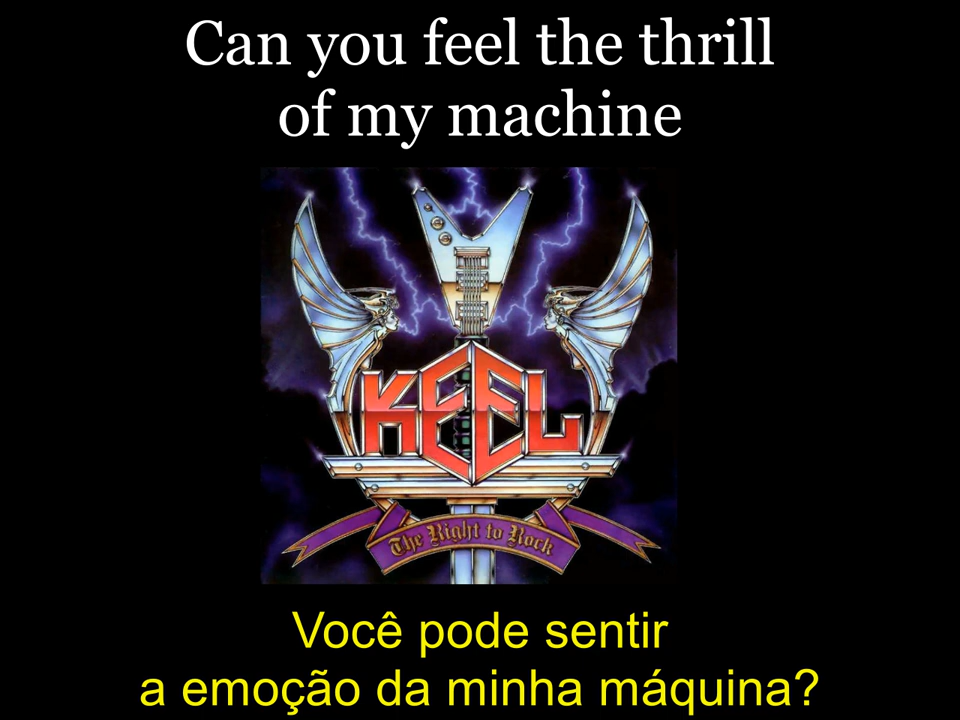 Can you feel the thrill
of my machine
KEEL
The Right to Rock
Você pode sentir
a emoção da minha máquina?